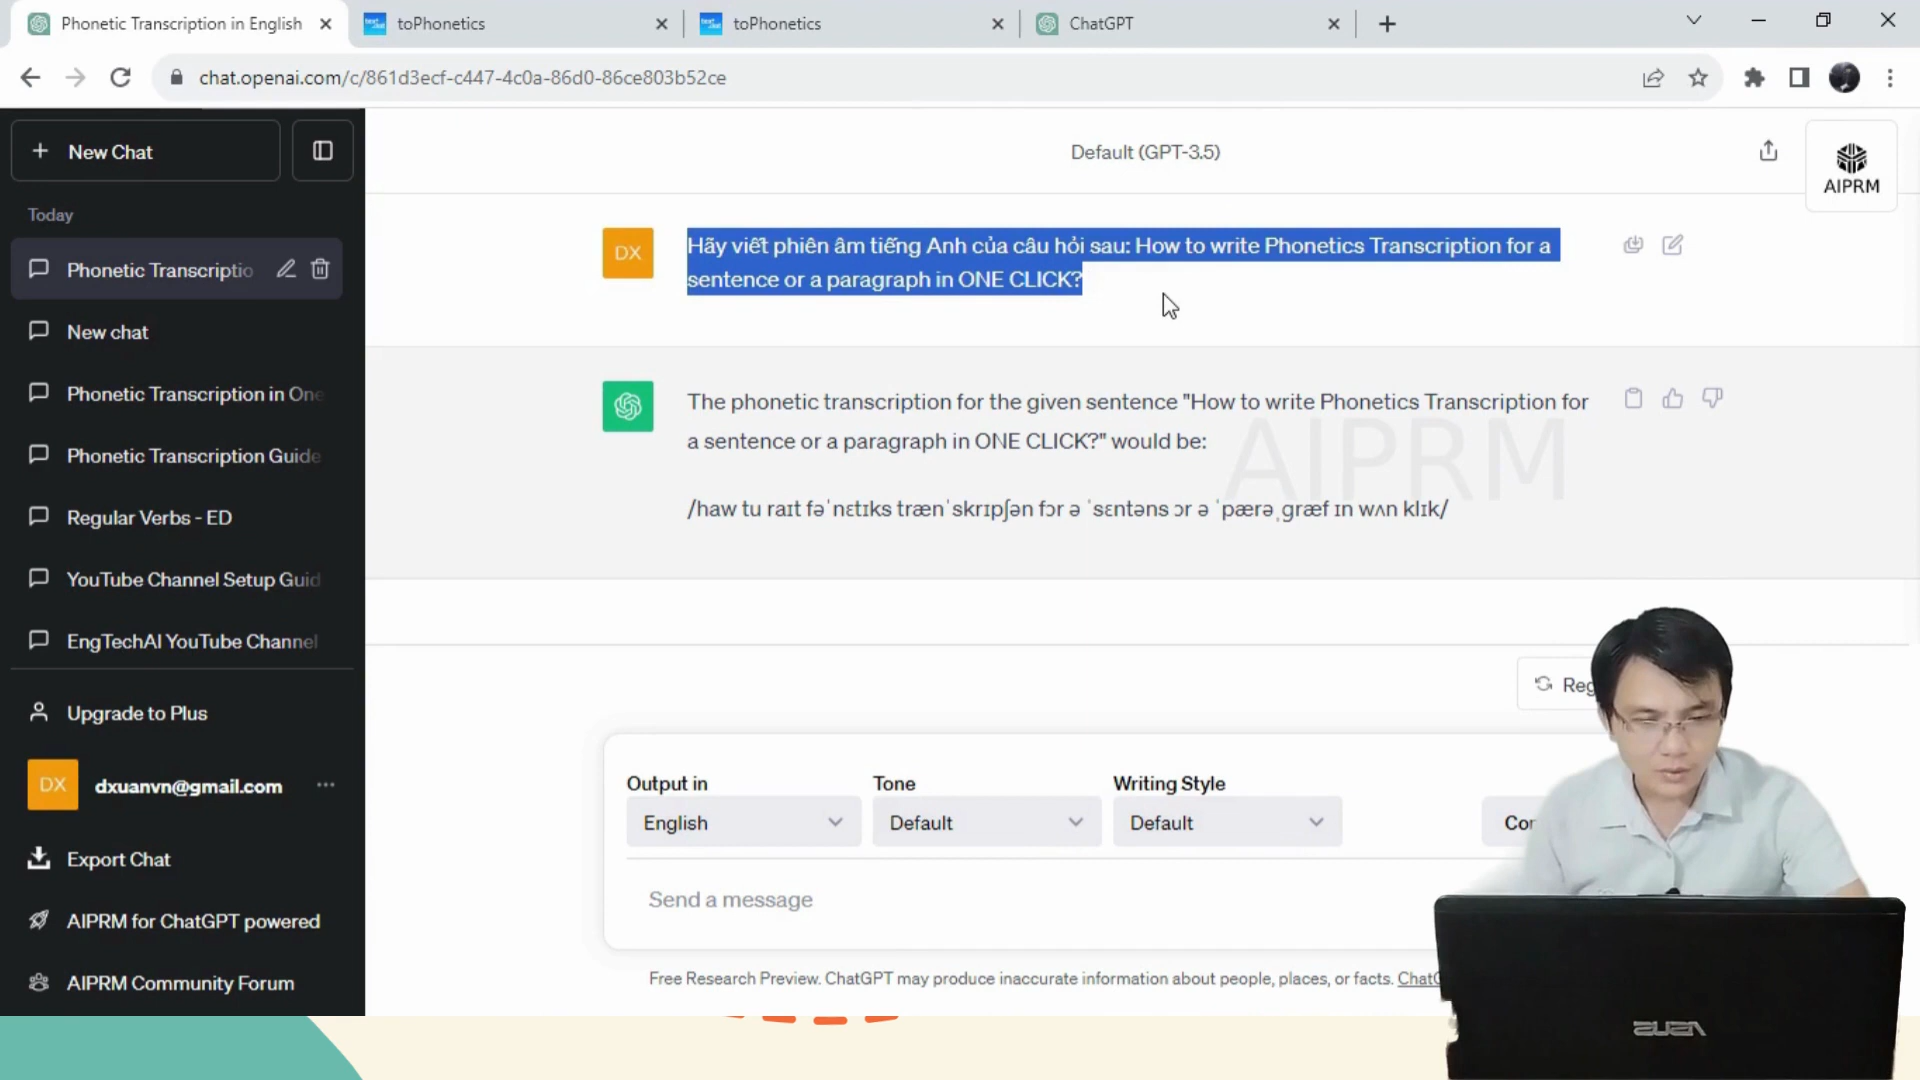 Phonetic Transcription in English
toPhonetics
toPhonetics
ChatGPT
chat.openai.com/c/861d3ecf-c447-4c0a-86d0-86ce803b52ce
New Chat
Default (GPT-3.5)
AIPRM
Today
Phonetic Transcriptio
New chat
Phonetic Transcription in One
Phonetic Transcription Guide
Regular Verbs - ED
YouTube Channel Setup Guid
EngTechAI YouTube Channel
Upgrade to Plus
DX
dxuanvn@gmail.com
Export Chat
AIPRM for ChatGPT powered
AIPRM Community Forum
DX
Hãy viết phiên âm tiếng Anh của câu hỏi sau: How to write Phonetics Transcription for a
sentence or a paragraph in ONE CLICK?
The phonetic transcription for the given sentence "How to write Phonetics Transcription for
a sentence or a paragraph in ONE CLICK?" would be:
AIPRM
/haw tu raɪt fəˈnɛtɪks trænˈskrɪpʃən fɔr ə ˈsɛntəns ɔr ə ˈpærəˌɡræf ɪn wʌn klɪk/
Reg
Output in
Tone
Writing Style
English
Default
Default
Con
Send a message
Free Research Preview. ChatGPT may produce inaccurate information about people, places, or facts. ChatG
ASUS